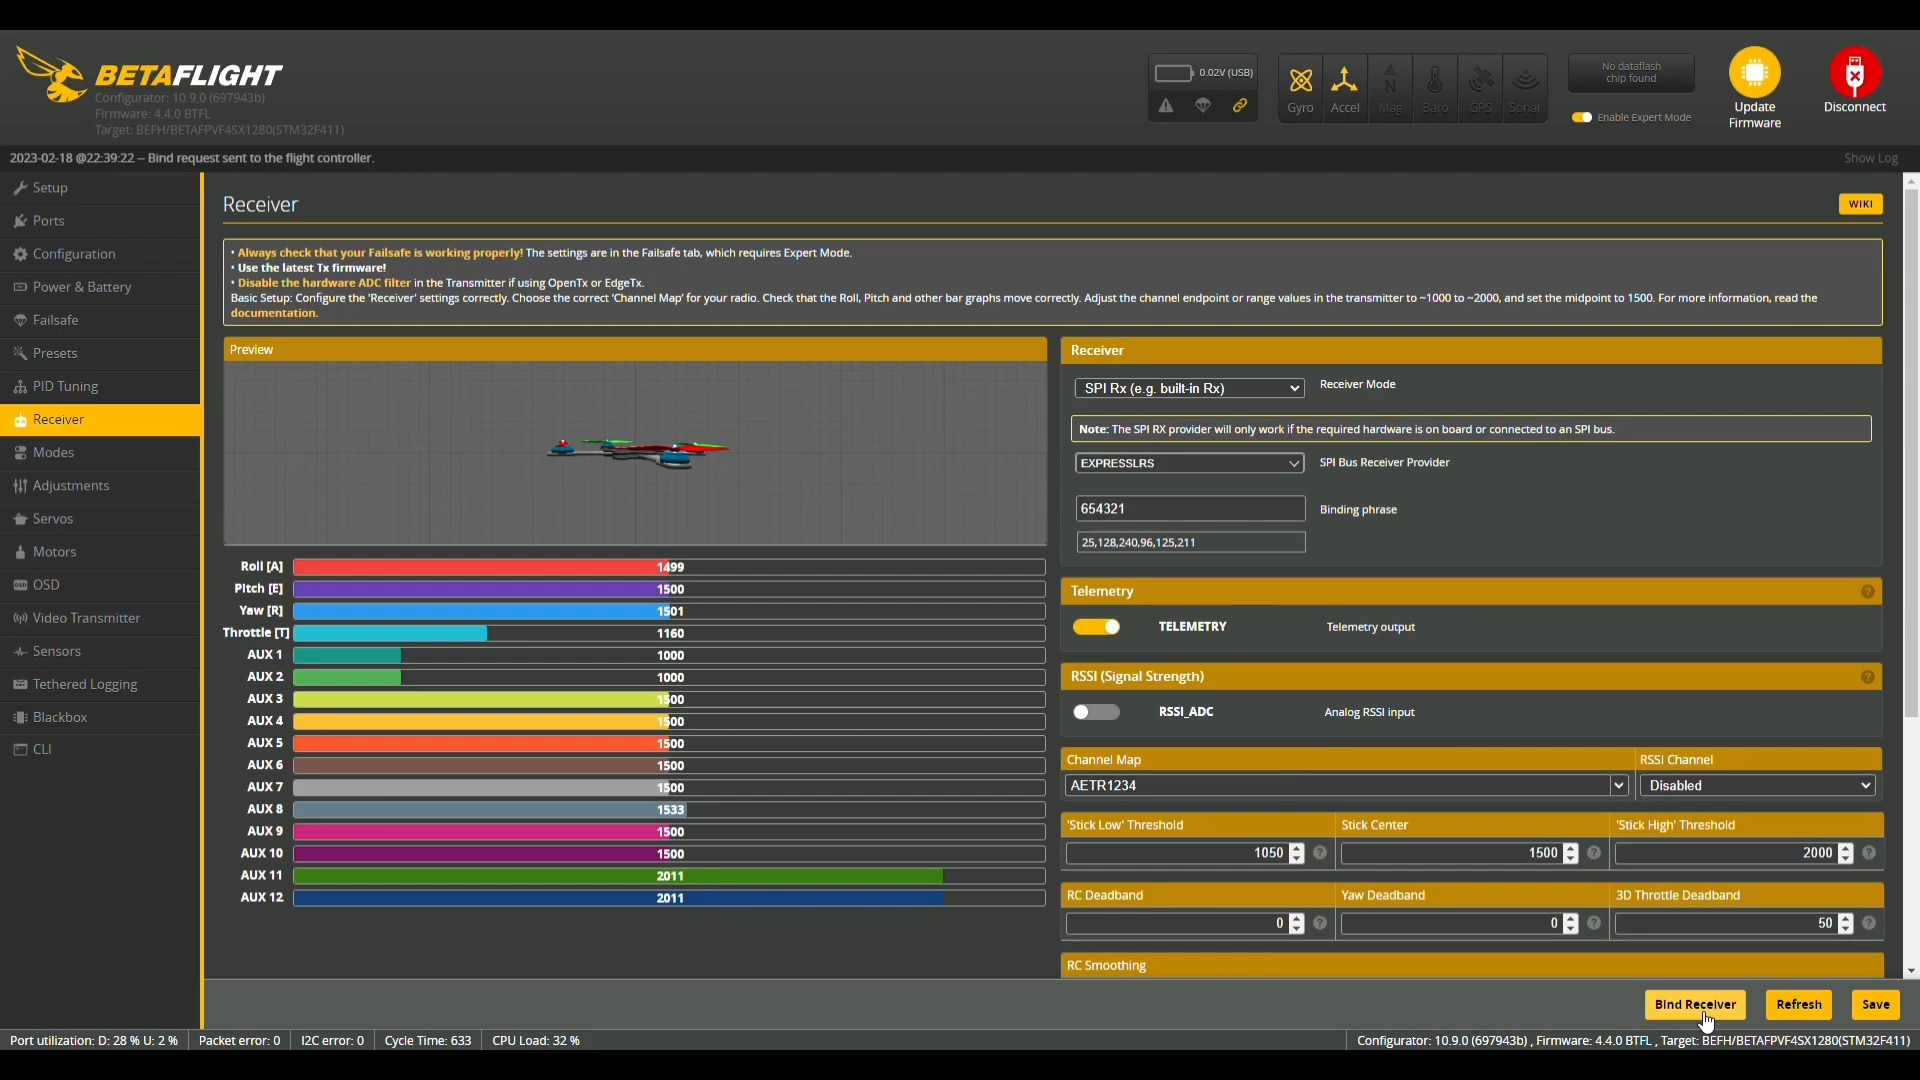 BETAFLIGHT
Configurator: 10.9.0 (697943b)
Firmware: 4.4.0 BTFL
Target: BEFH/BETAFPVF4SX1280(STM32F411)
0.02V (USB)
Gyro
Accel
Mag
Baro
GPS
Sonar
No dataflash
chip found
Enable Expert Mode
Update
Firmware
Disconnect
2023-02-18 @22:39:22 – Bind request sent to the flight controller.
Show Log
Setup
Ports
Configuration
Power & Battery
Failsafe
Presets
PID Tuning
Receiver
Modes
Adjustments
Servos
Motors
OSD
Video Transmitter
Sensors
Tethered Logging
Blackbox
CLI
Receiver
WIKI
• Always check that your Failsafe is working properly! The settings are in the Failsafe tab, which requires Expert Mode.
• Use the latest Tx firmware!
• Disable the hardware ADC filter in the Transmitter if using OpenTx or EdgeTx.
Basic Setup: Configure the 'Receiver' settings correctly. Choose the correct 'Channel Map' for your radio. Check that the Roll, Pitch and other bar graphs move correctly. Adjust the channel endpoint or range values in the transmitter to ~1000 to ~2000, and set the midpoint to 1500. For more information, read the
documentation.
Preview
Roll [A] 1499
Pitch [E] 1500
Yaw [R] 1501
Throttle [T] 1160
AUX 1 1000
AUX 2 1000
AUX 3 1500
AUX 4 1500
AUX 5 1500
AUX 6 1500
AUX 7 1500
AUX 8 1533
AUX 9 1500
AUX 10 1500
AUX 11 2011
AUX 12 2011
Receiver
SPI Rx (e.g. built-in Rx) Receiver Mode
Note: The SPI RX provider will only work if the required hardware is on board or connected to an SPI bus.
EXPRESSLRS SPI Bus Receiver Provider
654321 Binding phrase
25,128,240,96,125,211
Telemetry
TELEMETRY Telemetry output
RSSI (Signal Strength)
RSSI_ADC Analog RSSI input
Channel Map RSSI Channel
AETR1234 Disabled
'Stick Low' Threshold Stick Center 'Stick High' Threshold
1050 1500 2000
RC Deadband Yaw Deadband 3D Throttle Deadband
0 0 50
RC Smoothing
Bind Receiver Refresh Save
Port utilization: D: 28 % U: 2 % Packet error: 0 I2C error: 0 Cycle Time: 633 CPU Load: 32 %
Configurator: 10.9.0 (697943b) , Firmware: 4.4.0 BTFL , Target: BEFH/BETAFPVF4SX1280(STM32F411)